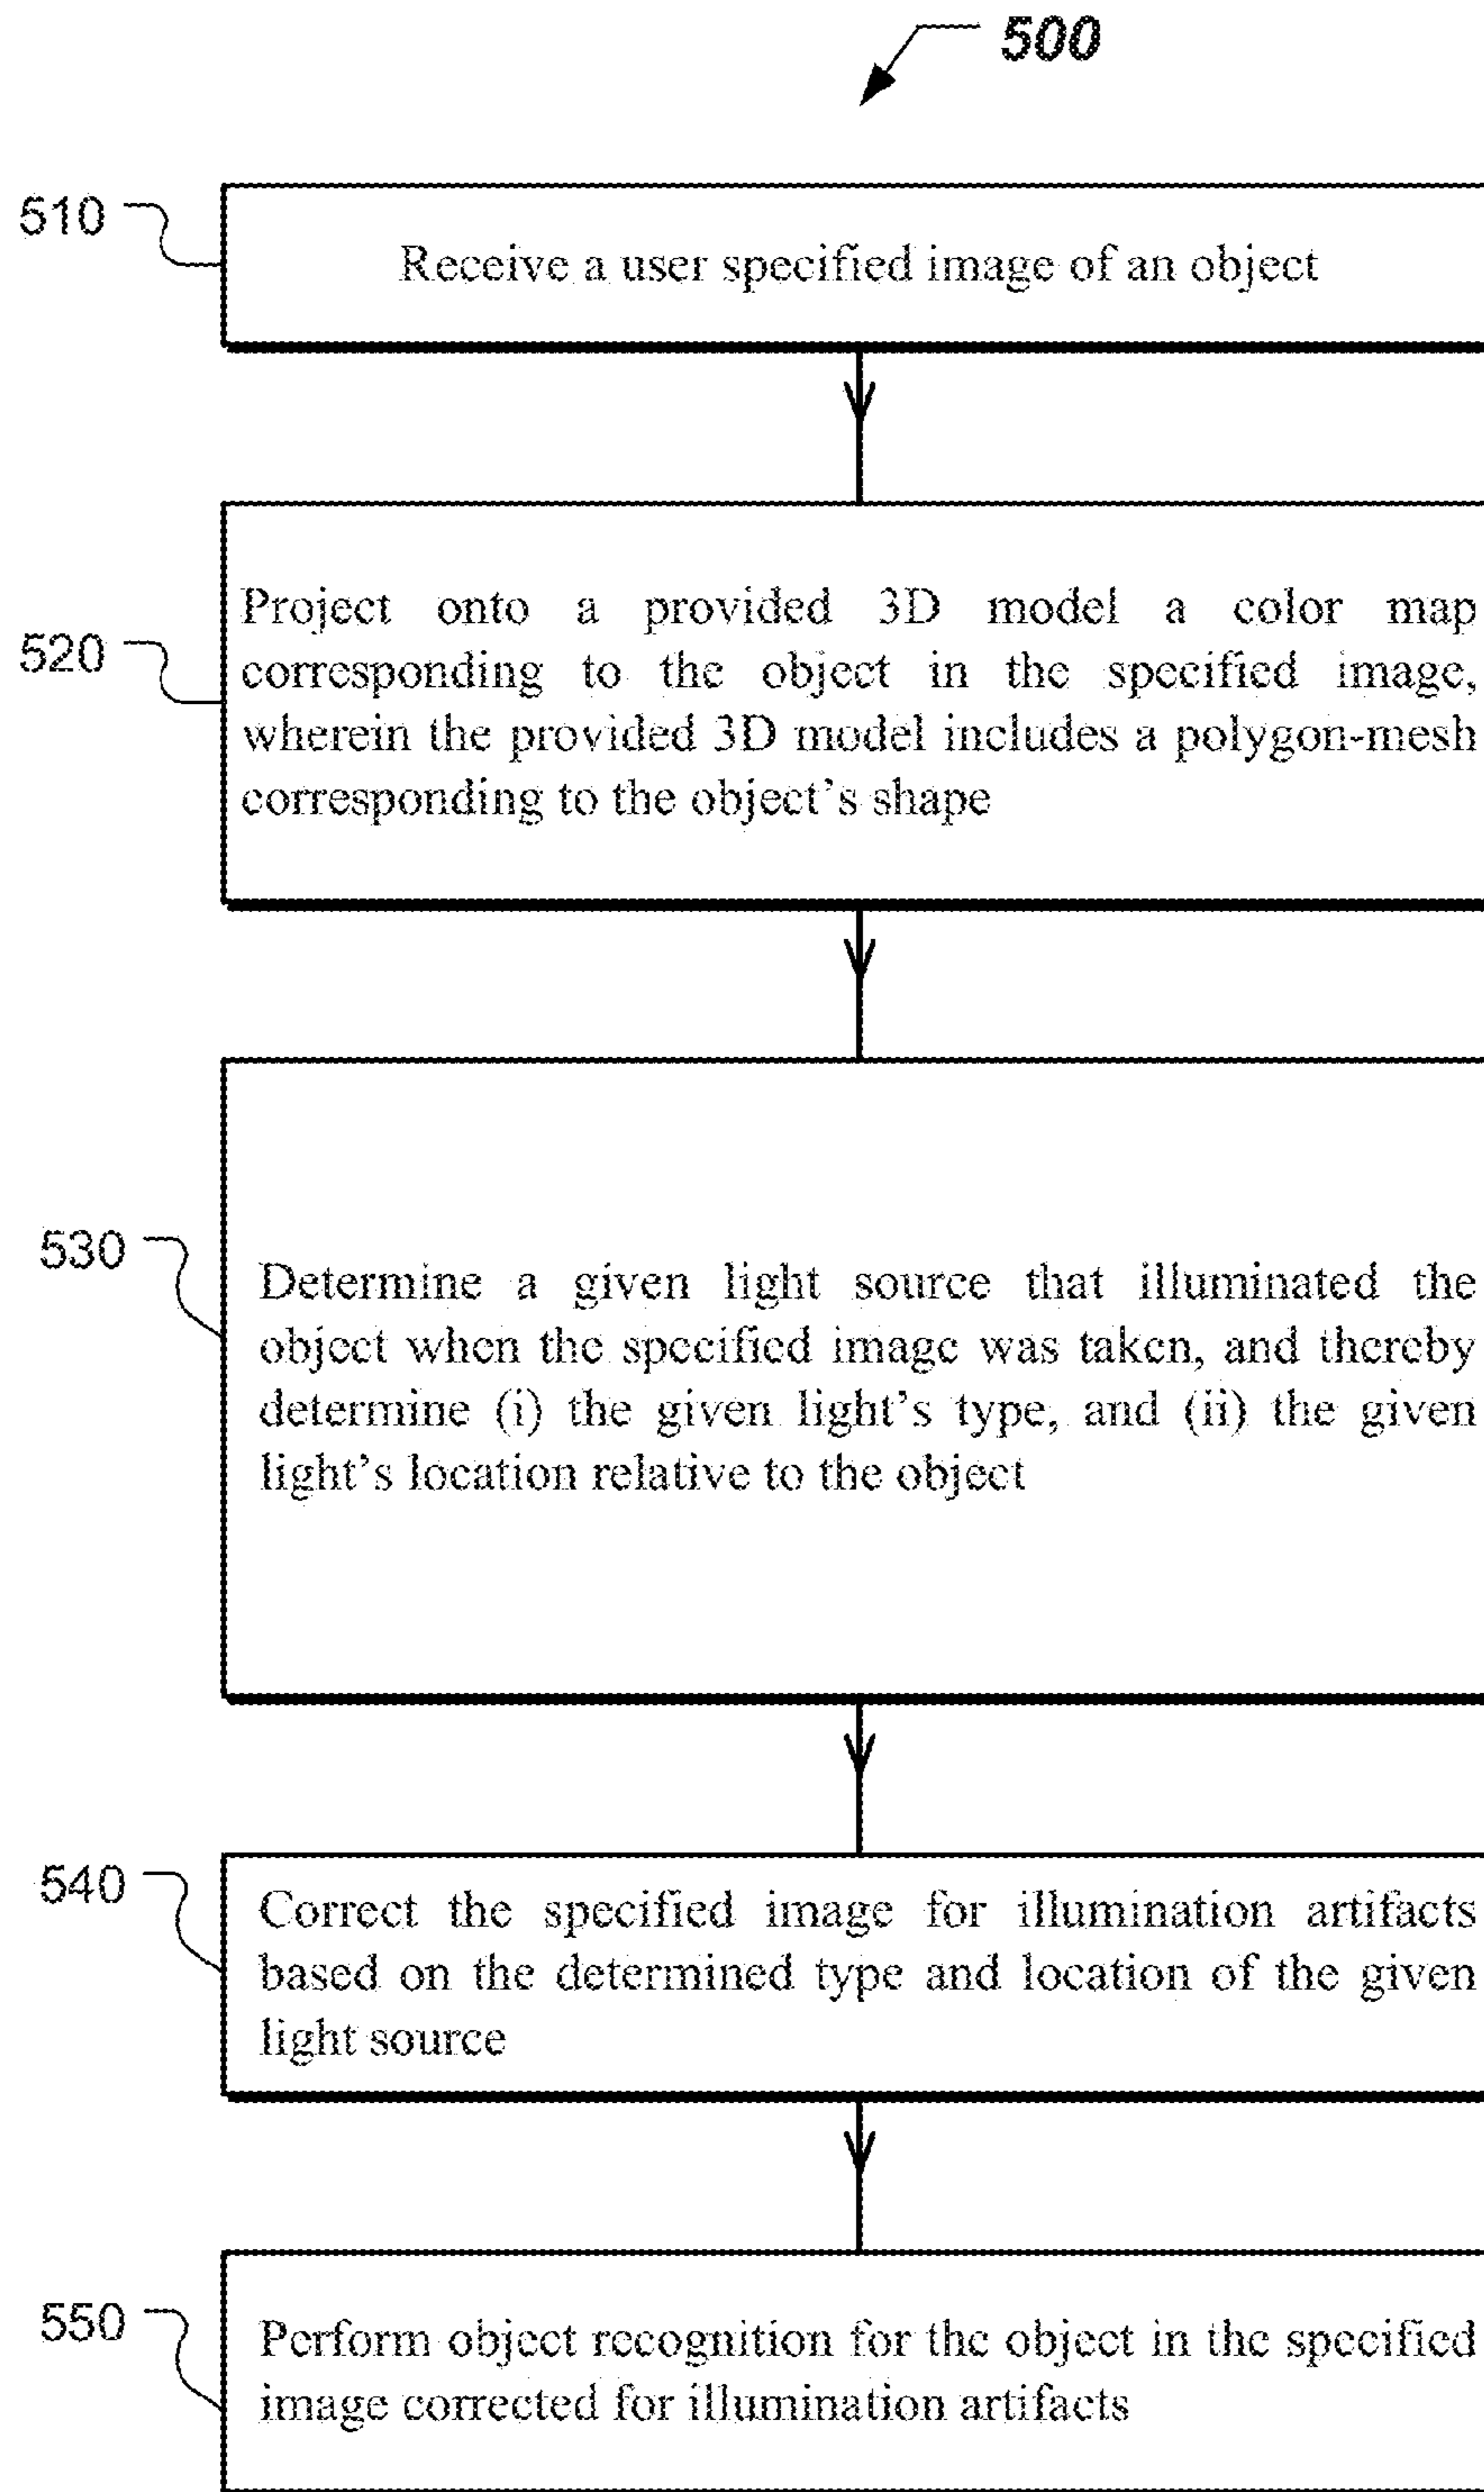 500
510
Receive a user specified image of an object
520
Project onto a provided 3D model a color map
corresponding to the object in the specified image,
wherein the provided 3D model includes a polygon-mesh
corresponding to the object's shape
530
Determine a given light source that illuminated the
object when the specified image was taken, and thereby
determine (i) the given light's type, and (ii) the given
light's location relative to the object
540
Correct the specified image for illumination artifacts
based on the determined type and location of the given
light source
550
Perform object recognition for the object in the specified
image corrected for illumination artifacts